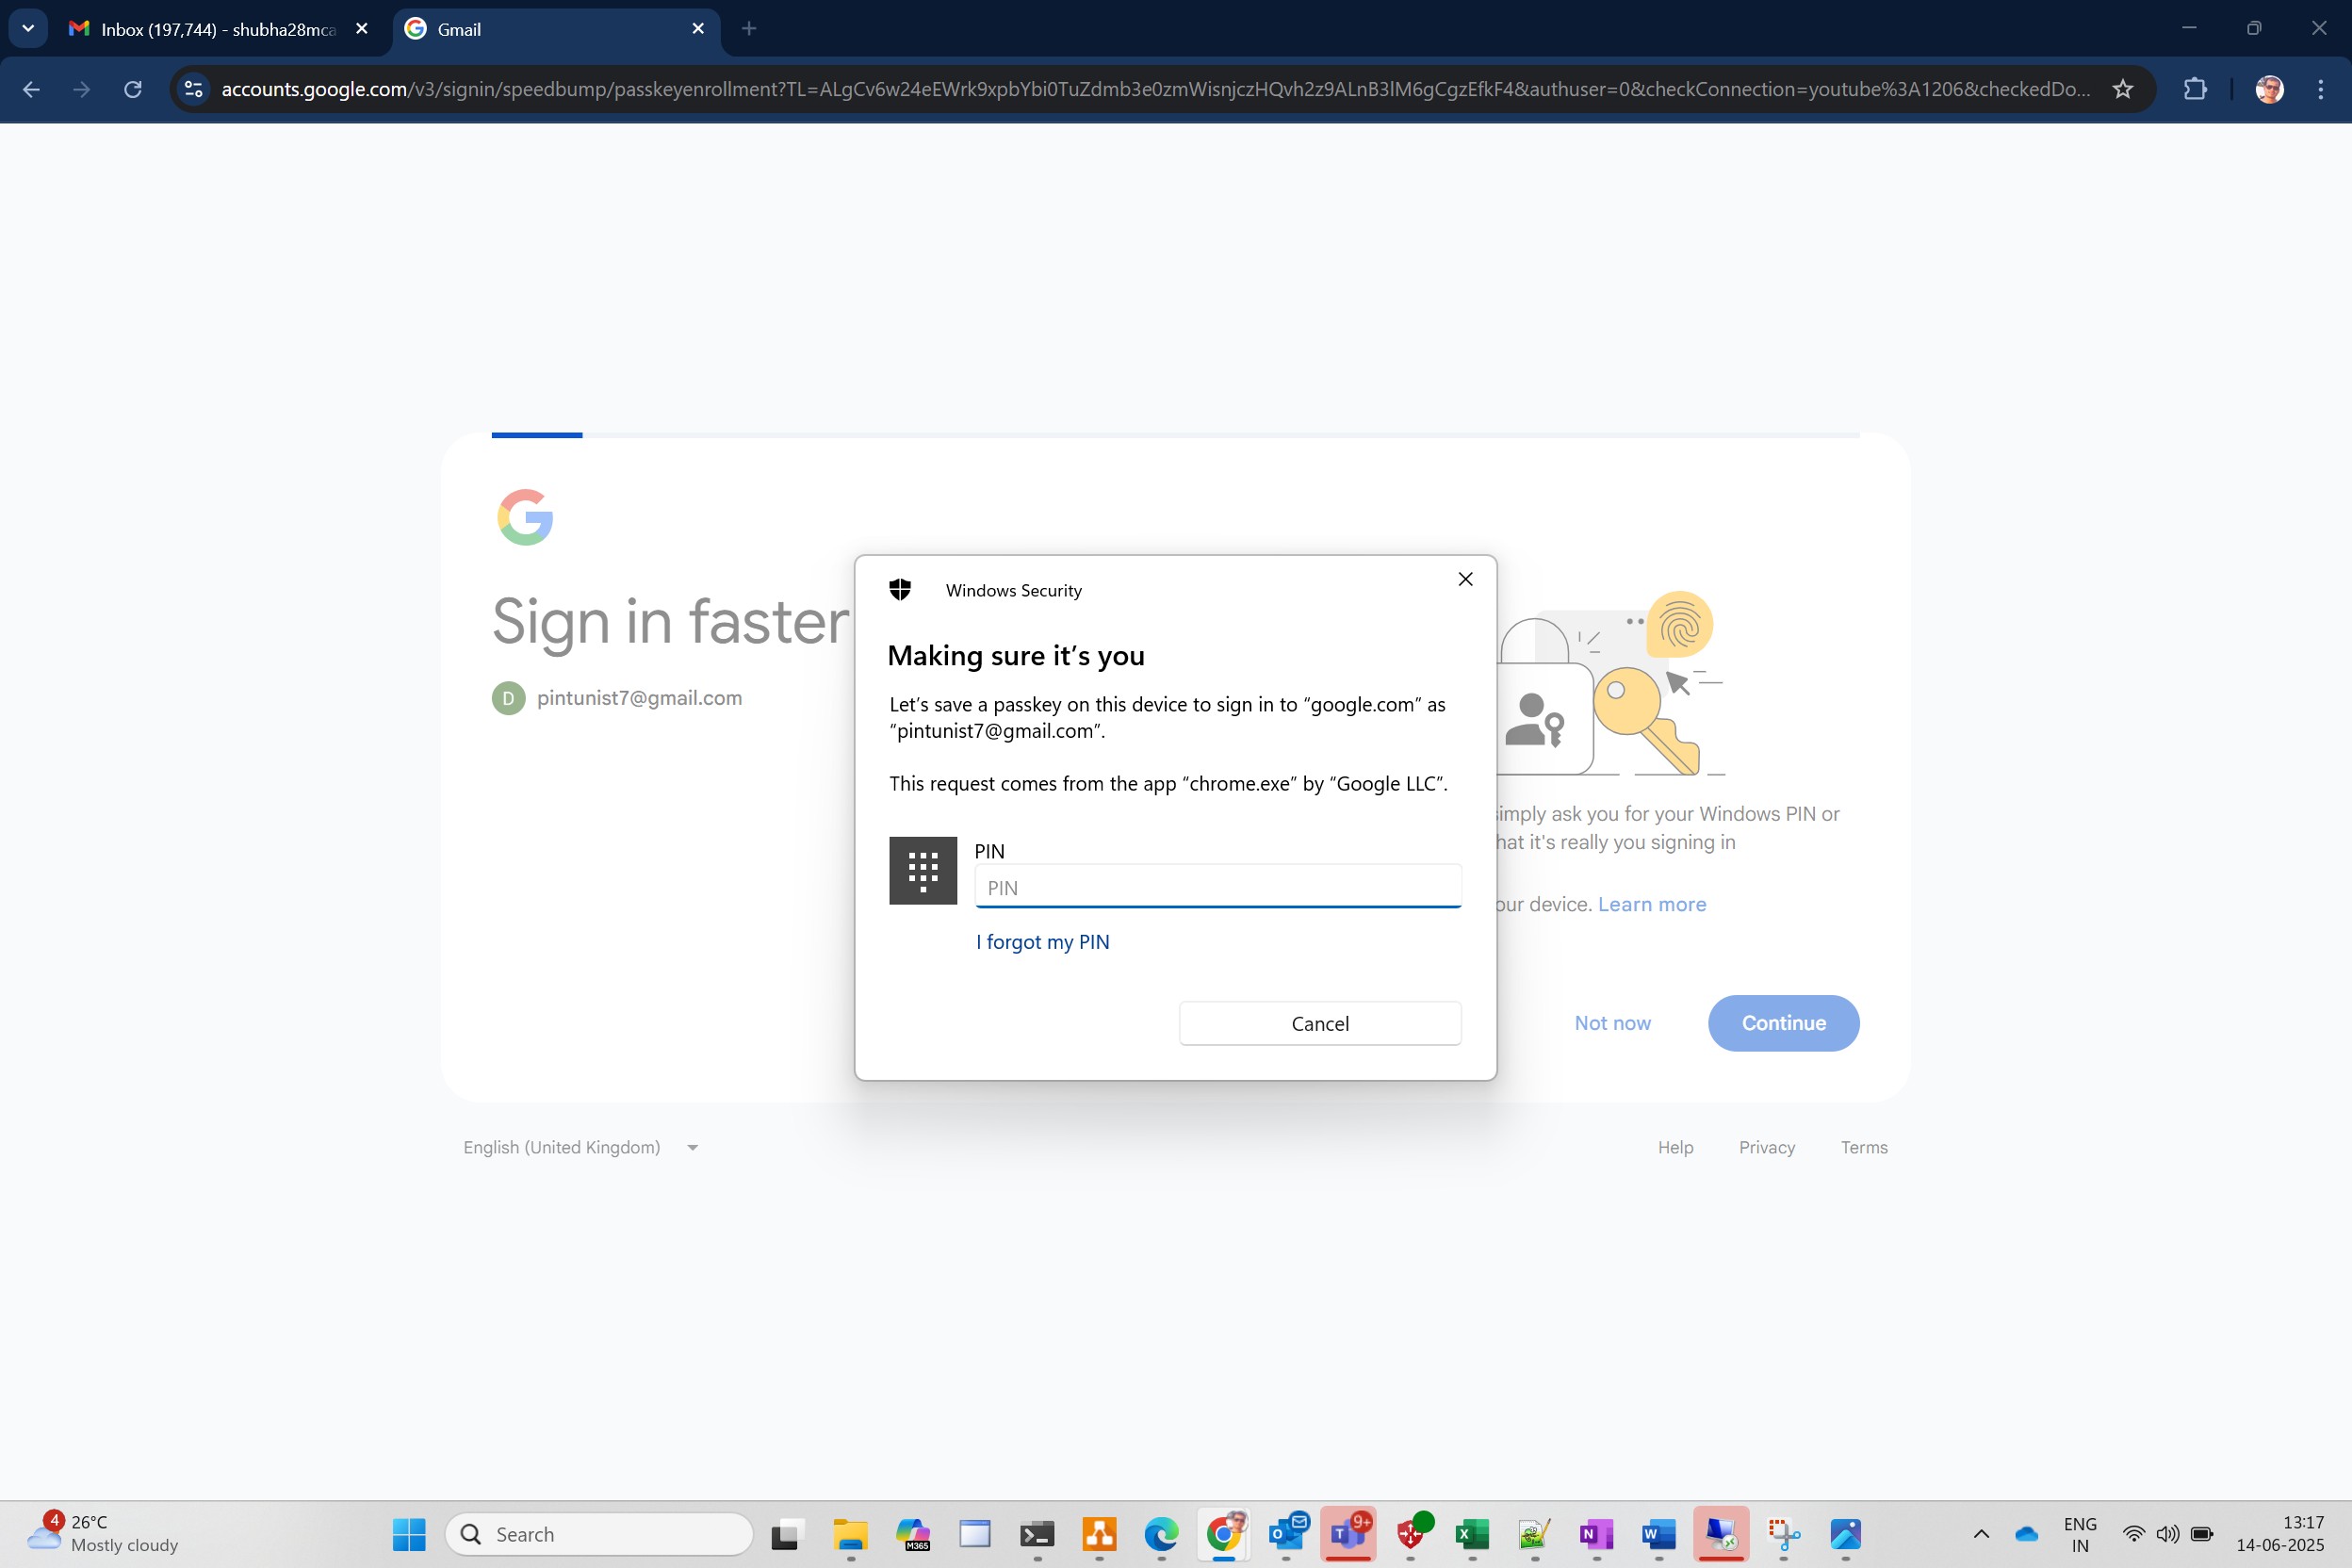 Inbox (197,744) - shubha28mca
Gmail
accounts.google.com/v3/signin/speedbump/passkeyenrollment?TL=ALgCv6w24eEWrk9xpbYbi0TuZdmb3e0zmWisnjczHQvh2z9ALnB3lM6gCgzEfkF4&authuser=0&checkConnection=youtube%3A1206&checkedDo...
Sign in faster
D pintunist7@gmail.com
Windows Security
Making sure it's you
Let's save a passkey on this device to sign in to “google.com” as
“pintunist7@gmail.com”.
This request comes from the app “chrome.exe” by “Google LLC”.
PIN
PIN
I forgot my PIN
Cancel
simply ask you for your Windows PIN or
hat it's really you signing in
our device. Learn more
Not now
Continue
English (United Kingdom)
Help
Privacy
Terms
4
26°C
Mostly cloudy
Search
M365
9+
ENG
IN
13:17
14-06-2025